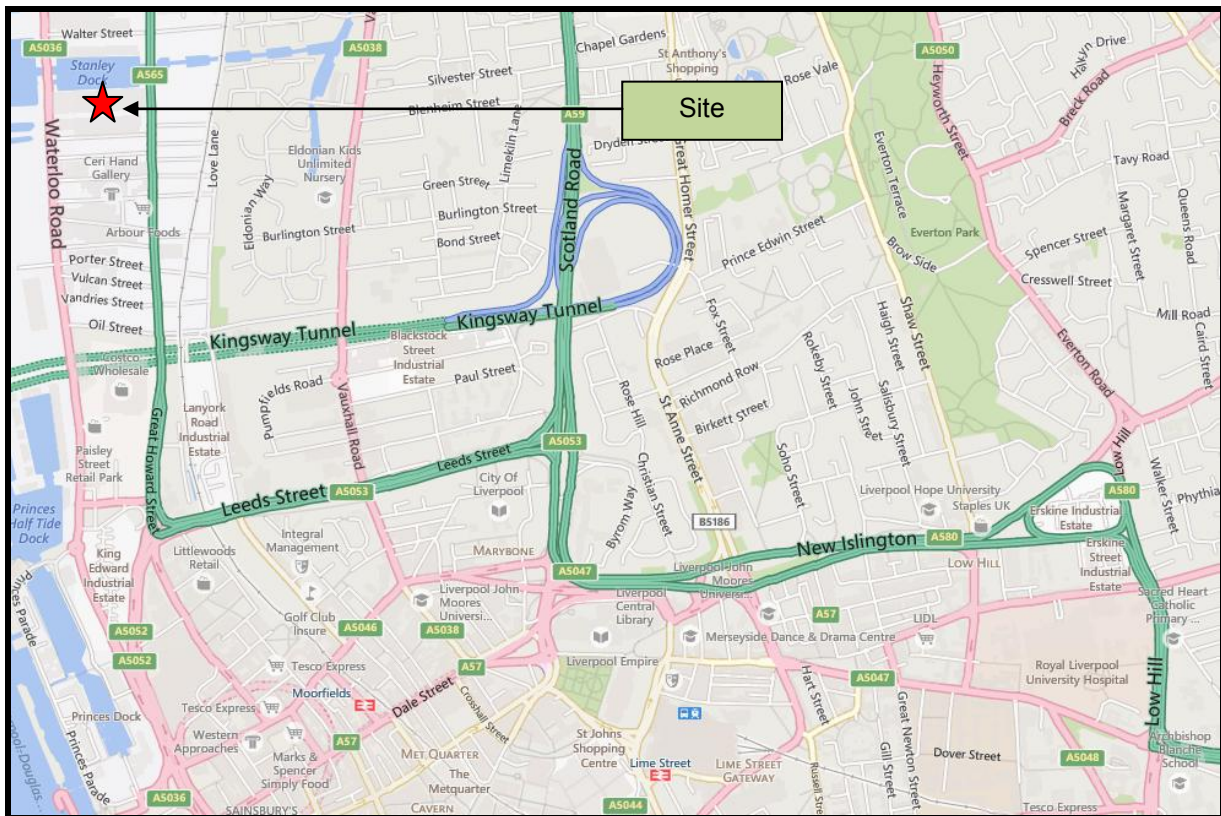 Walter Street
A5036
A5038
Chapel Gardens
St Anthony's
Shopping
A5050
Drive
Stanley
Dock
A565
Silvester Street
Rose Vale
Heyworth Street
Breck Road
Site
Blenheim Street
A59
Waterloo Road
Love Lane
Limekiln Lane
Dryden
Great Homer Street
Everton Terrace
Ceri Hand
Gallery
Eldonian Kids
Unlimited
Nursery
Tavy Road
Green Street
Scotland Road
Margaret Street
Queens Road
Eldonian Way
Burlington Street
Arbour Foods
Burlington Street
Bond Street
Prince Edwin Street
Everton Park
Spencer Street
Brow Side
Porter Street
Vulcan Street
Cresswell Street
Vandries Street
Oil Street
Kingsway Tunnel
Kingsway Tunnel
Fox Street
Haigh Street
Shaw Street
Mill Road
Caird Street
Costco
Wholesale
Blackstock
Street
Industrial
Estate
Rose Place
Rokeby Street
Everton Road
Pumpfields Road
Paul Street
Richmond Row
John Street
Salisbury Street
Great Howard Street
Lanyork
Road
Industrial
Estate
Vauxhall Road
Rose Hill
St Anne Street
Birkett Street
Paisley
Street
Retail Park
Leeds Street
A5053
Christian Street
Soho Street
Low Hill
Walker Street
Leeds Street
A5053
City Of
Liverpool
Liverpool Hope University
Staples UK
A580
Phythia
Princes
Half Tide
Dock
Byrom Way
B5186
Erskine Industrial
Estate
Integral
Management
New Islington
A580
King
Edward
Industrial
Estate
Littlewoods
Retail
Marybone
Low Hill
Erskine
Street
Industrial
Estate
A5047
Liverpool John
Moores
Universi...
Princes Parade
Golf Club
Insure
Liverpool John
Moores
Universi...
Liverpool
Central
Library
A57
Sacred Heart
Catholic
Primary ...
A5052
A5046
A5038
Merseyside Dance & Drama Centre
LIDL
A5052
Tesco Express
A57
Liverpool Empire
Royal Liverpool
University Hospital
Moorfields
Dale Street
Crosshall Street
Hart Street
A5047
Low Hill
Princes Dock
Tesco Express
Great Newton Street
Princes Parade
Western
Approaches
A57
St Johns
Shopping
Centre
Gill Street
Dover Street
Archbishop
Blanche
School
Marks &
Spencer
Simply Food
Met Quarter
The
Metquarter
Lime Street
Lime Street
Gateway
A5048
A5036
Sainsbury's
Cavern
A5044
Tesco Express